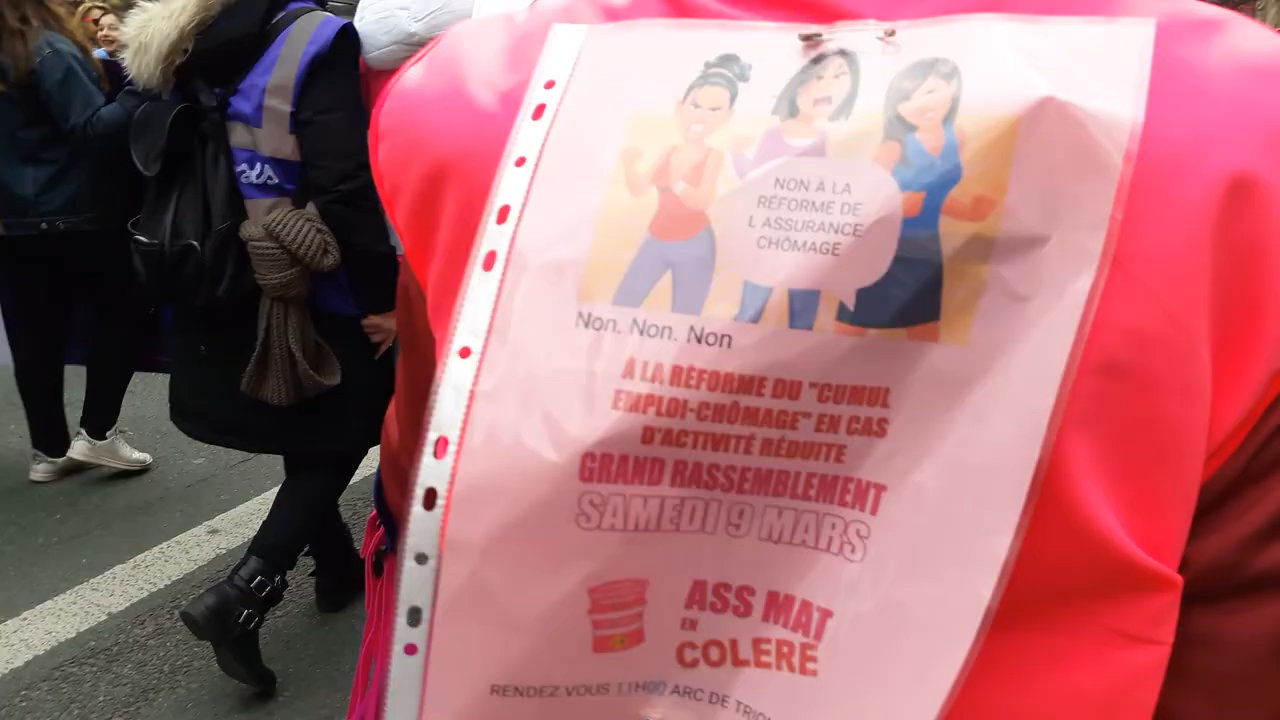 NON À LA
RÉFORME DE
L ASSURANCE
CHÔMAGE
Non. Non. Non
À LA RÉFORME DU "CUMUL
EMPLOI-CHÔMAGE" EN CAS
D'ACTIVITÉ RÉDUITE
GRAND RASSEMBLEMENT
SAMEDI 9 MARS
ASS MAT
EN
COLERE
RENDEZ VOUS 11H00 ARC DE